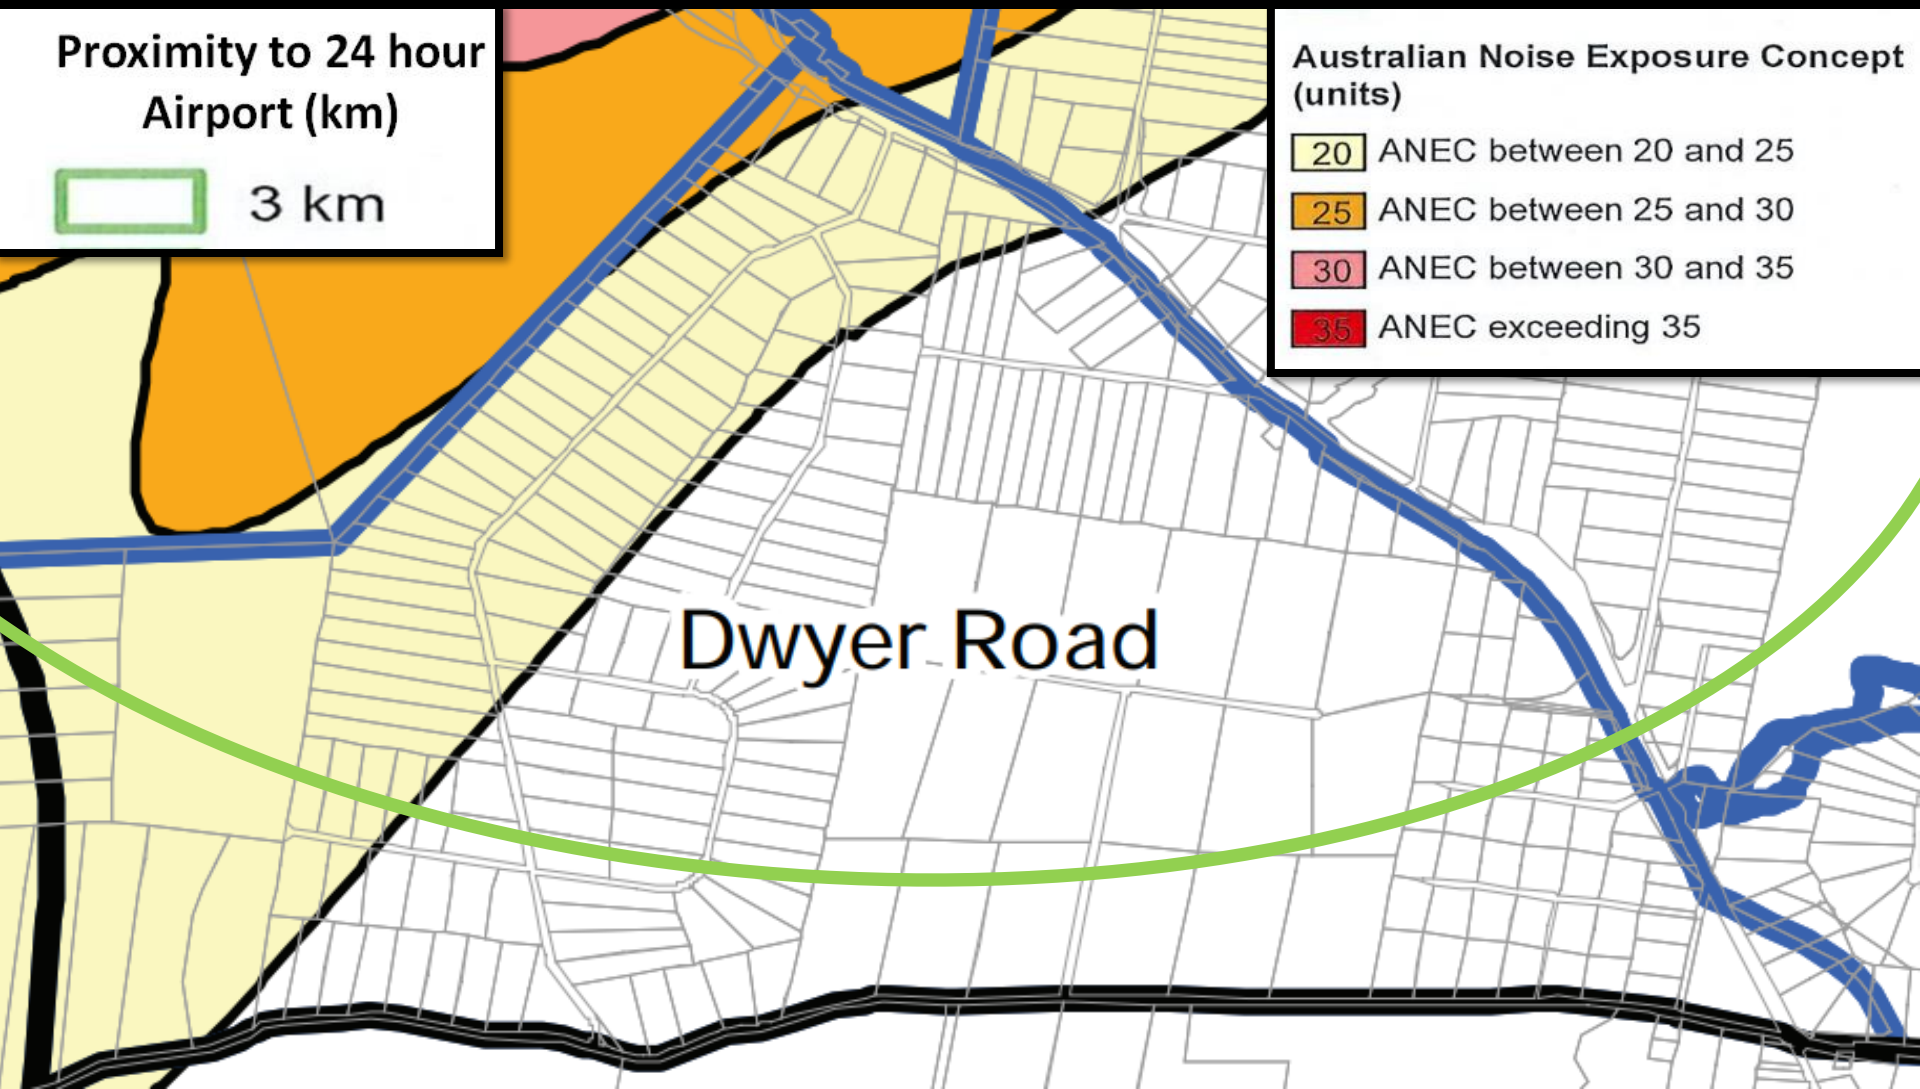 Proximity to 24 hour
Airport (km)
3 km
Australian Noise Exposure Concept
(units)
20 ANEC between 20 and 25
25 ANEC between 25 and 30
30 ANEC between 30 and 35
35 ANEC exceeding 35
Dwyer Road